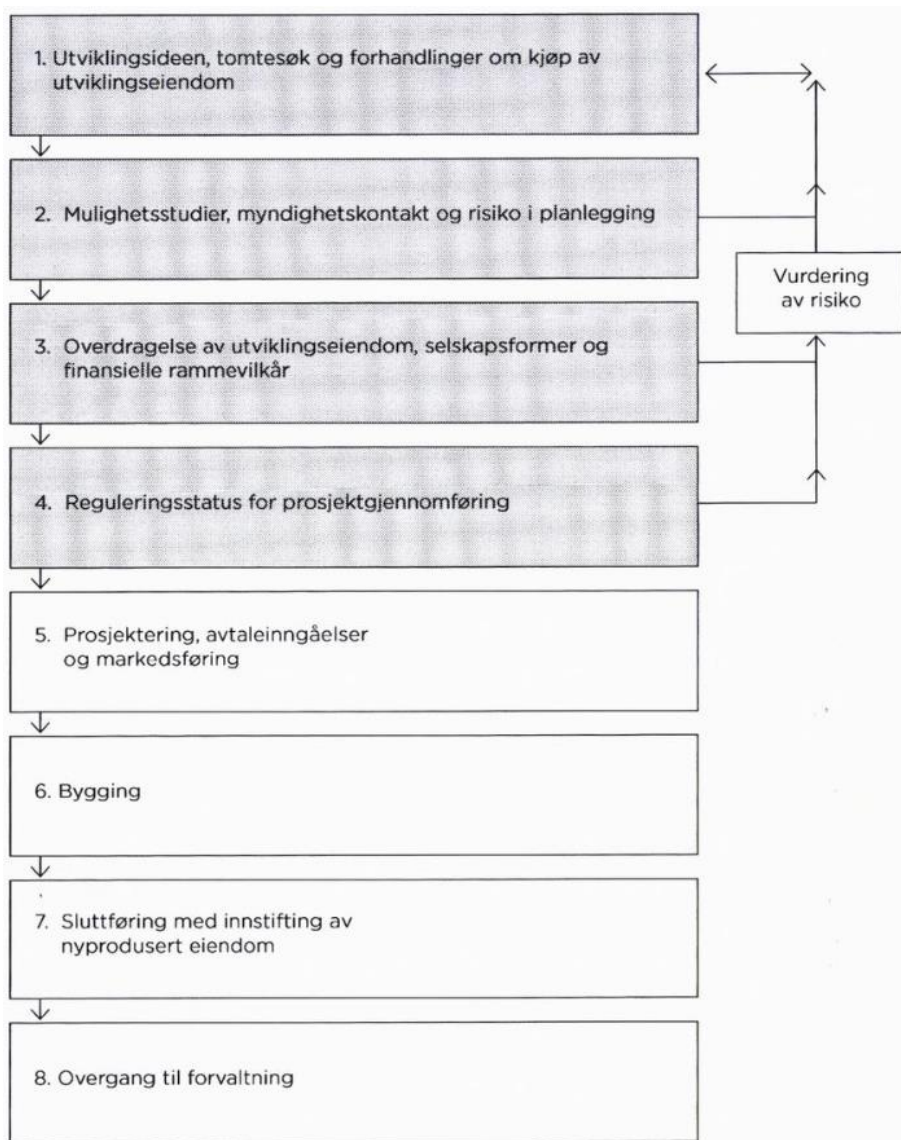 1. Utviklingsideen, tomtesøk og forhandlinger om kjøp av
utviklingseiendom
2. Mulighetsstudier, myndighetskontakt og risiko i planlegging
Vurdering
av risiko
3. Overdragelse av utviklingseiendom, selskapsformer og
finansielle rammevilkår
4. Reguleringsstatus for prosjektgjennomføring
5. Prosjektering, avtaleinngåelser
og markedsføring
6. Bygging
7. Sluttføring med innstifting av
nyprodusert eiendom
8. Overgang til forvaltning